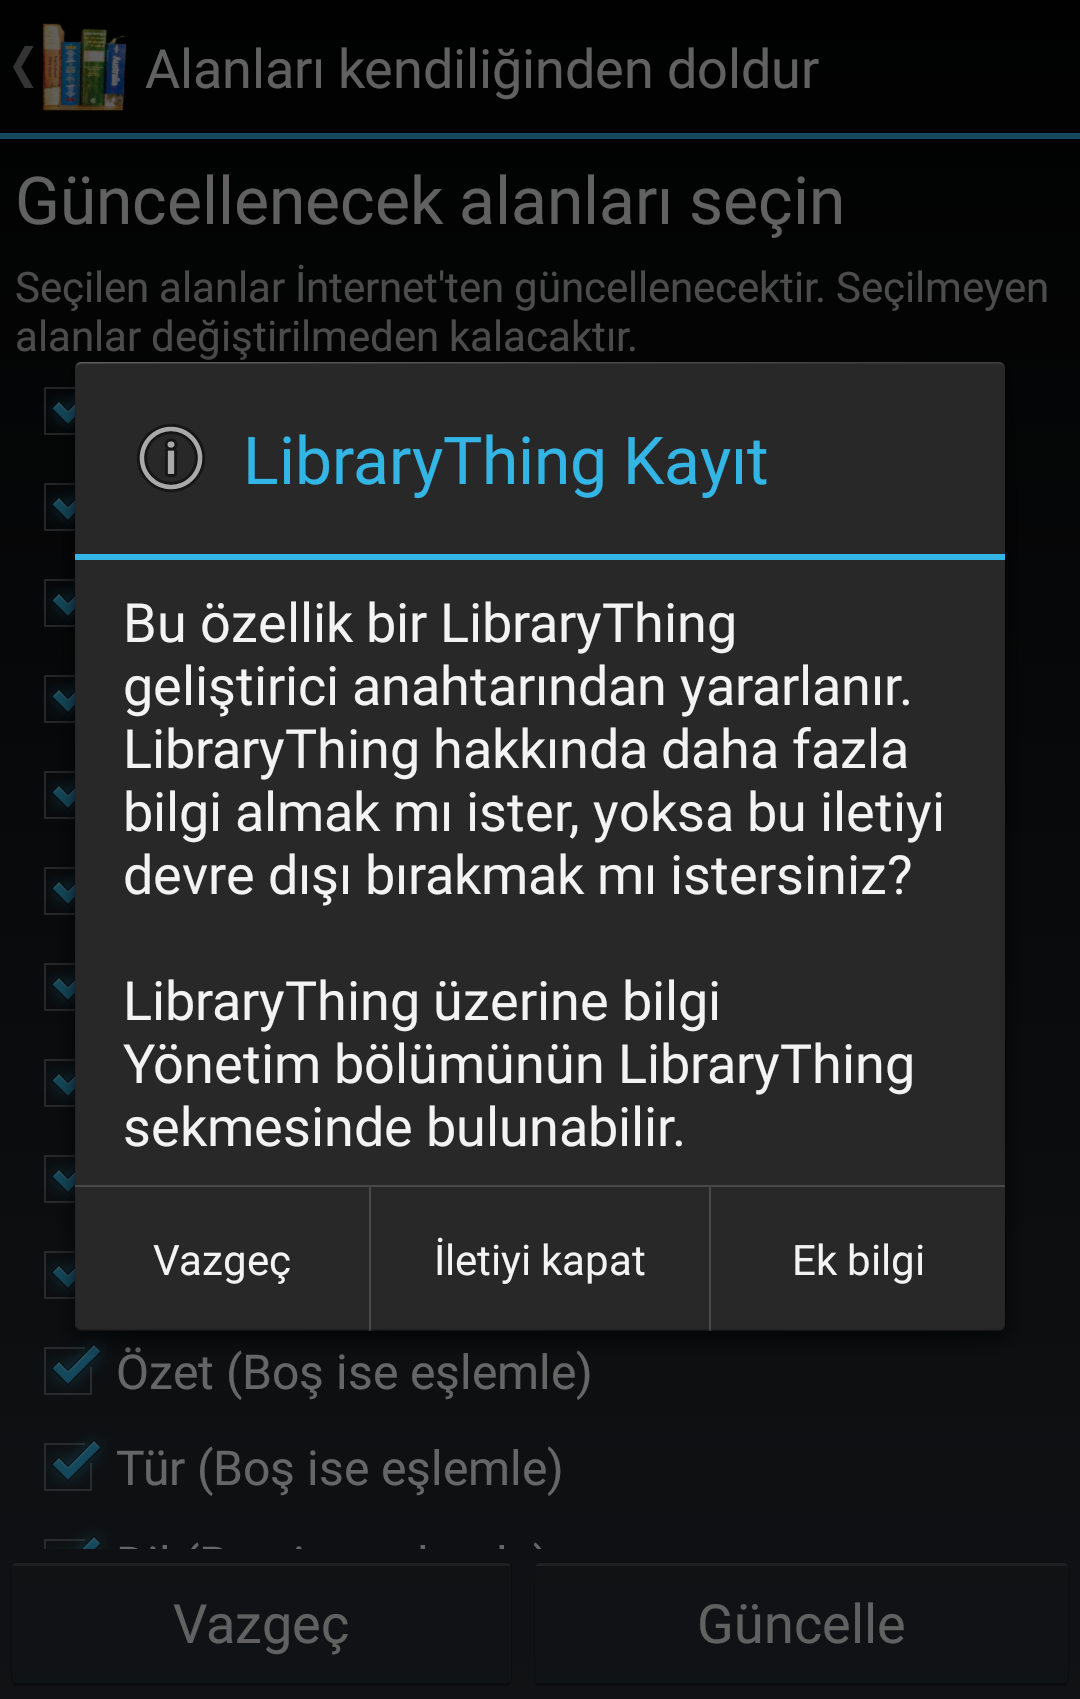 Alanları kendiliğinden doldur
Güncellenecek alanları seçin
Seçilen alanlar İnternet'ten güncellenecektir. Seçilmeyen
alanlar değiştirilmeden kalacaktır.
LibraryThing Kayıt
Bu özellik bir LibraryThing
geliştirici anahtarından yararlanır.
LibraryThing hakkında daha fazla
bilgi almak mı ister, yoksa bu iletiyi
devre dışı bırakmak mı istersiniz?
LibraryThing üzerine bilgi
Yönetim bölümünün LibraryThing
sekmesinde bulunabilir.
Vazgeç
İletiyi kapat
Ek bilgi
Özet (Boş ise eşlemle)
Tür (Boş ise eşlemle)
Vazgeç
Güncelle